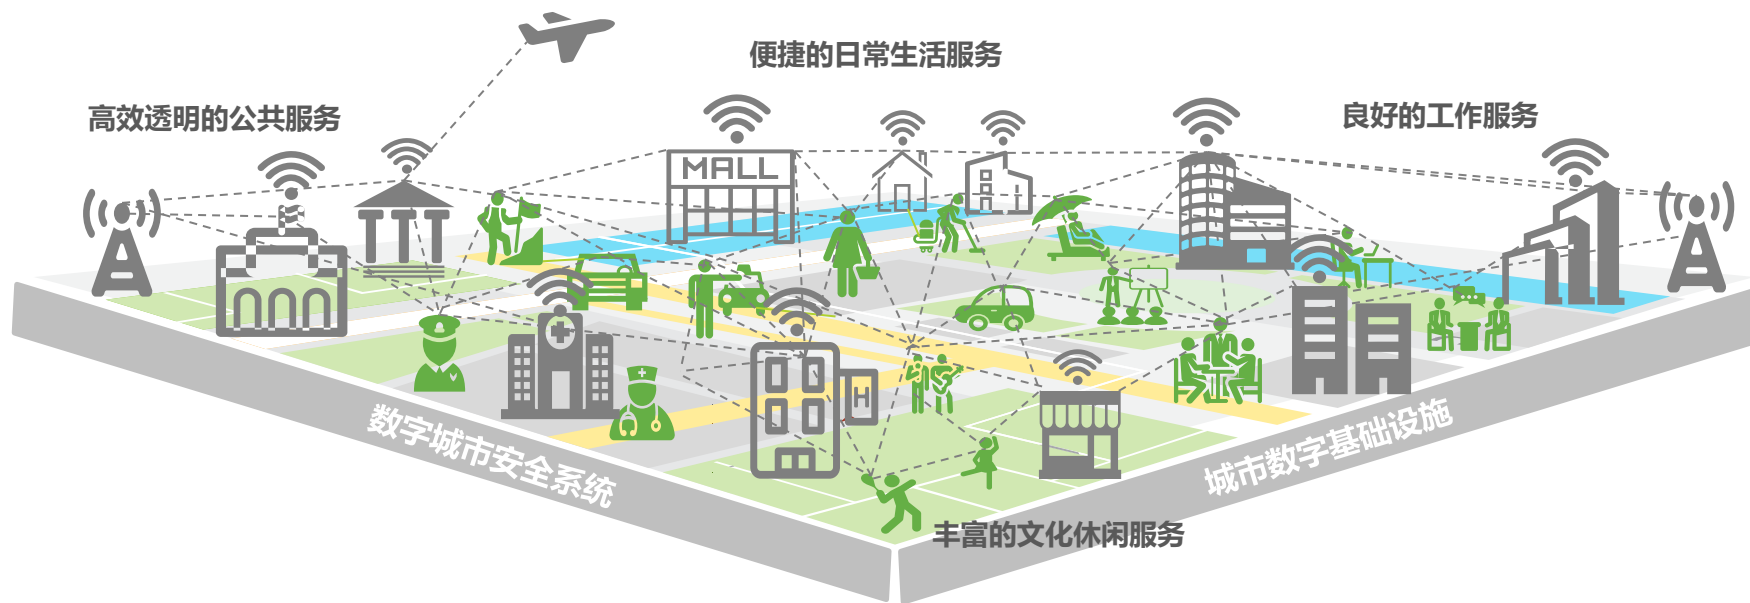 便捷的日常生活服务
高效透明的公共服务
良好的工作服务
MALL
H
数字城市安全系统
城市数字基础设施
丰富的文化休闲服务